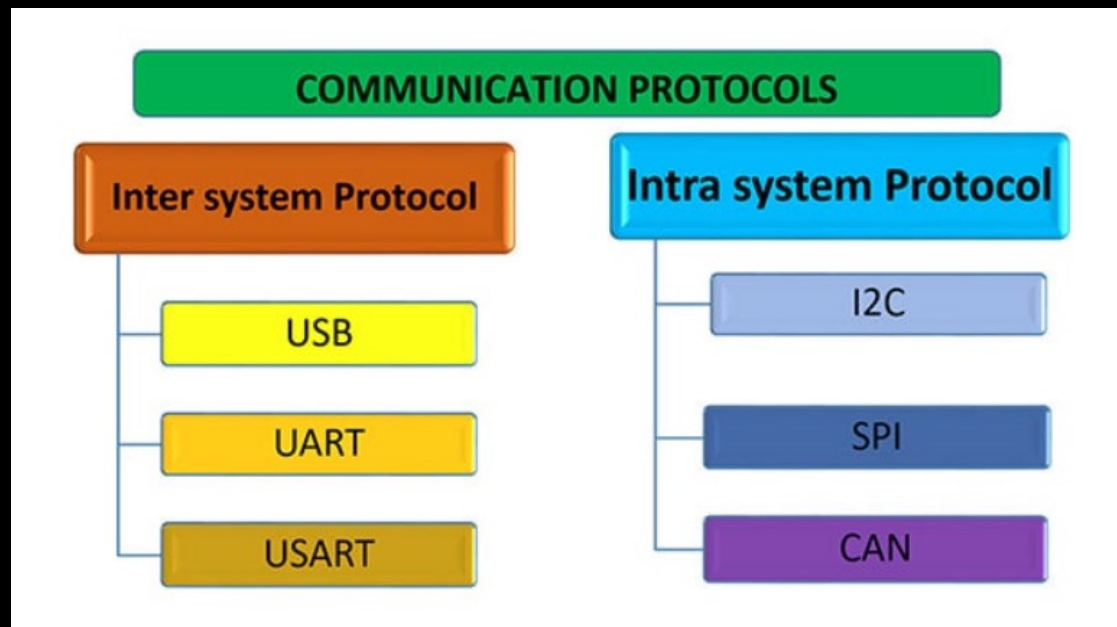 COMMUNICATION PROTOCOLS
Inter system Protocol
USB
UART
USART
Intra system Protocol
I2C
SPI
CAN